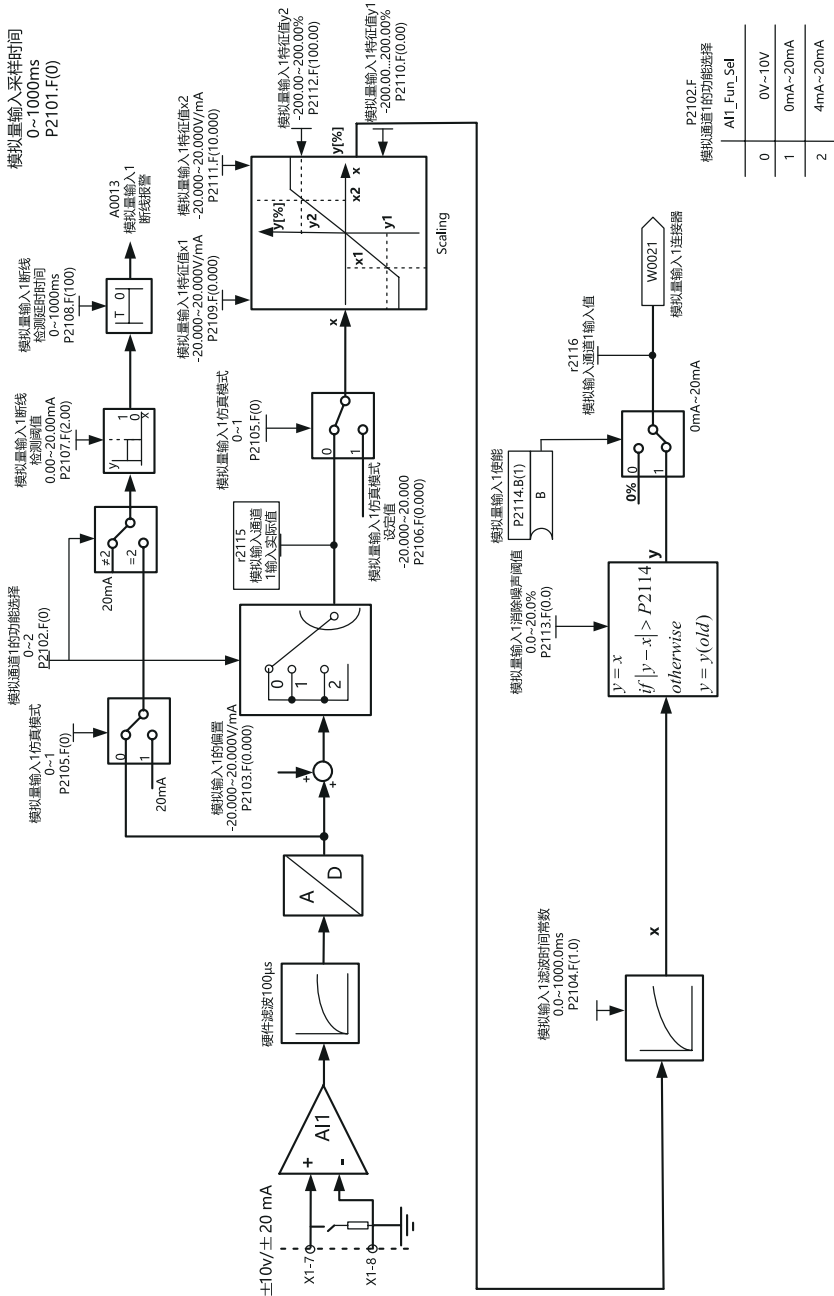 模拟量输入采样时间
0~1000ms
P2101.F(0)
模拟量输入1仿真模式
0~1
P2105.F(0)
0
1
20mA
模拟通道1的功能选择
0~2
P2102.F(0)
≠2
=2
20mA
模拟量输入1断线
检测阈值
0.00~20.00mA
P2107.F(2.00)
y
1
0
x
模拟量输入1断线
检测延时时间
0~1000ms
P2108.F(100)
T 0
A0013
模拟量输入1
断线报警
±10v/± 20 mA
X1-7
X1-8
+
-
AI1
硬件滤波100μs
A
D
模拟输入1的偏置
-20.000~20.000V/mA
P2103.F(0.000)
+
+
0
1
2
r2115
模拟输入通道
1输入实际值
模拟量输入1仿真模式
0~1
P2105.F(0)
0
1
模拟量输入1仿真模式
设定值
-20.000~20.000
P2106.F(0.000)
x
模拟量输入1特征值x1
-20.000~20.000V/mA
P2109.F(0.000)
模拟量输入1特征值x2
-20.000~20.000V/mA
P2111.F(10.000)
模拟量输入1特征值y2
-200.00~200.00%
P2112.F(100.00)
模拟量输入1特征值y1
-200.00...200.00%
P2110.F(0.00)
y[%]
y[%]
x
x2
y2
x1
y1
Scaling
模拟输入1滤波时间常数
0.0~1000.0ms
P2104.F(1.0)
x
模拟量输入1消除噪声阈值
0.0~20.0%
P2113.F(0.0)
y = x
if |y − x| > P2114
otherwise
y = y(old)
y
模拟量输入1使能
P2114.B(1)
B
0%
0
1
0mA~20mA
r2116
模拟输入通道1输入值
W0021
模拟量输入1连接器
P2102.F
模拟通道1的功能选择
AI1_Fun_Sel
0 0V~10V
1 0mA~20mA
2 4mA~20mA